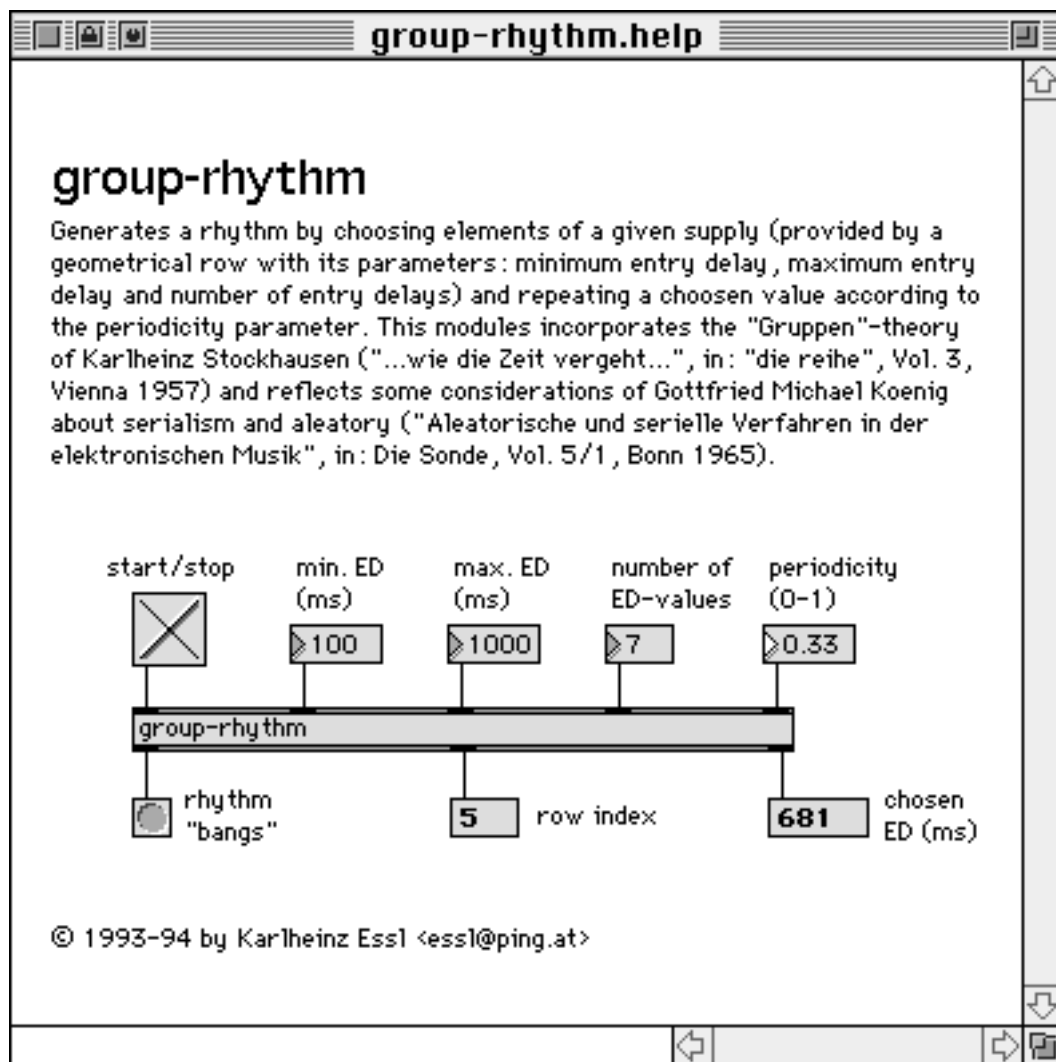 group-rhythm.help
group-rhythm
Generates a rhythm by choosing elements of a given supply (provided by a
geometrical row with its parameters: minimum entry delay, maximum entry
delay and number of entry delays) and repeating a choosen value according to
the periodicity parameter. This modules incorporates the "Gruppen"-theory
of Karlheinz Stockhausen ("...wie die Zeit vergeht...", in: "die reihe", Vol. 3,
Vienna 1957) and reflects some considerations of Gottfried Michael Koenig
about serialism and aleatory ("Aleatorische und serielle Verfahren in der
elektronischen Musik", in: Die Sonde, Vol. 5/1, Bonn 1965).
start/stop min. ED max. ED number of periodicity
(ms) (ms) ED-values (0-1)
100 1000 7 0.33
group-rhythm
rhythm chosen
5 row index 681
"bangs" ED (ms)
© 1993-94 by Karlheinz Essl <essl@ping.at>